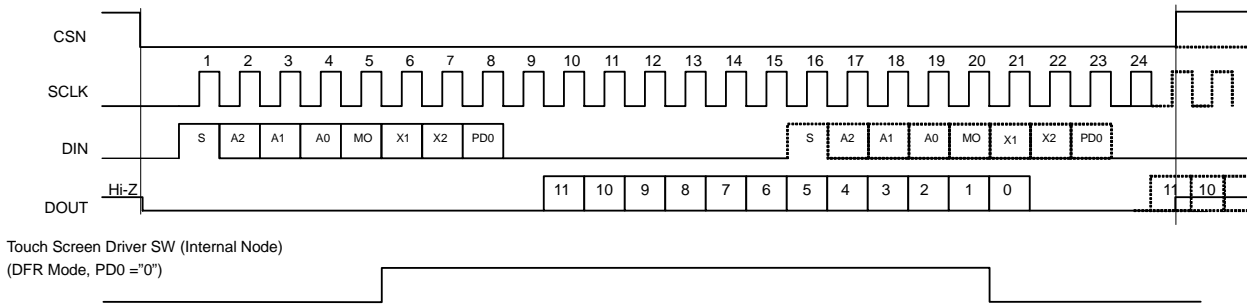 CSN
1 2 3 4 5 6 7 8 9 10 11 12 13 14 15 16 17 18 19 20 21 22 23 24
SCLK
DIN S A2 A1 A0 MO X1 X2 PD0 S A2 A1 A0 MO X1 X2 PD0
Hi-Z
DOUT 11 10 9 8 7 6 5 4 3 2 1 0 11 10
Touch Screen Driver SW (Internal Node)
(DFR Mode, PD0 ="0")